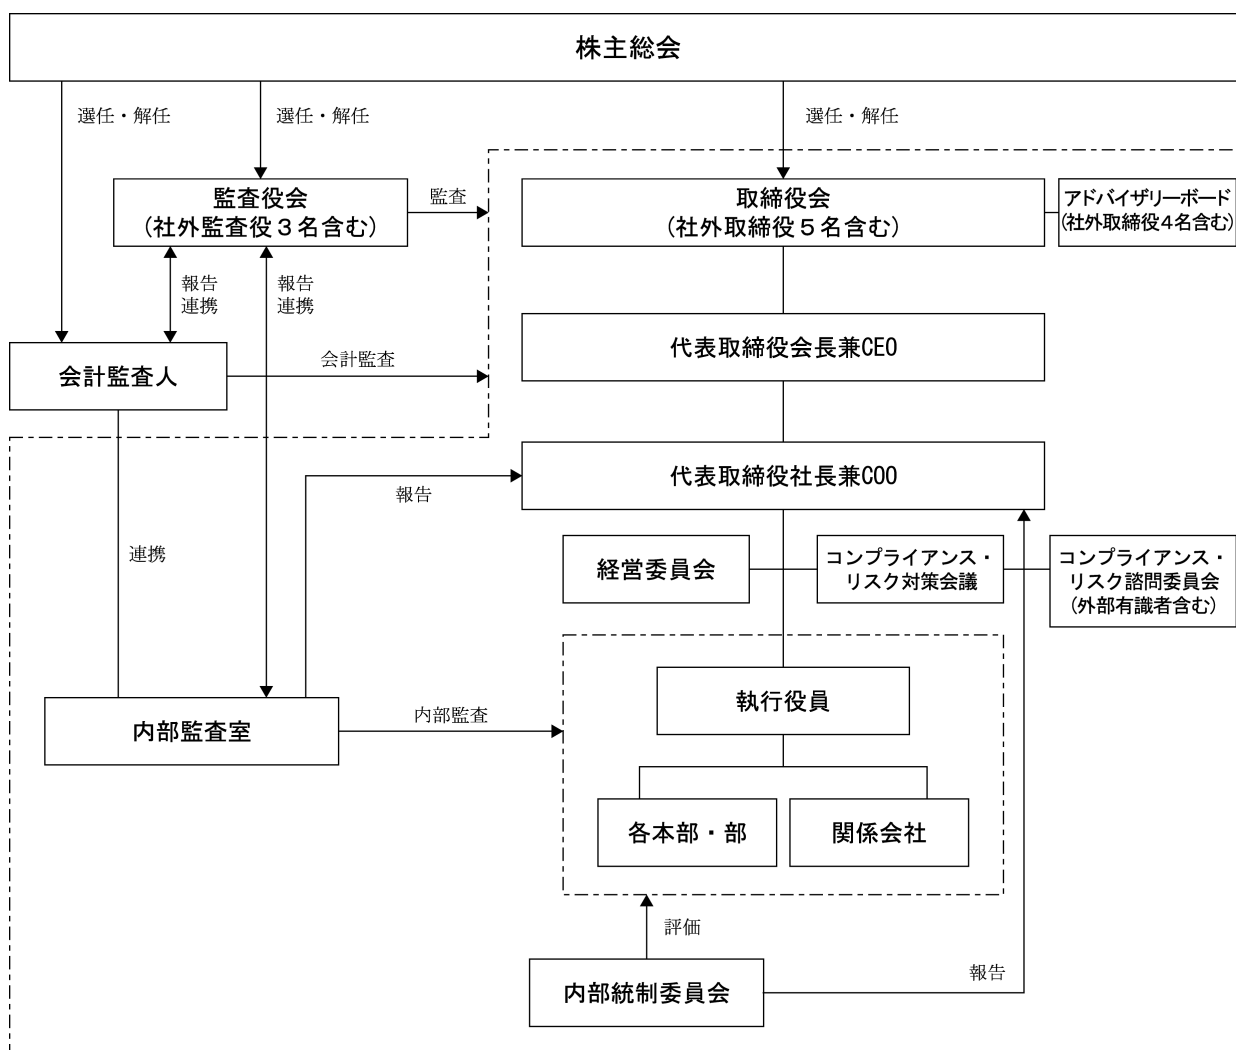 株主総会
選任・解任
選任・解任
選任・解任
監査役会
(社外監査役３名含む)
監査
取締役会
(社外取締役５名含む)
アドバイザリーボード
(社外取締役４名含む)
報告
連携
報告
連携
代表取締役会長兼CEO
会計監査人
会計監査
代表取締役社長兼COO
報告
連携
経営委員会
コンプライアンス・
リスク対策会議
コンプライアンス・
リスク諮問委員会
(外部有識者含む)
執行役員
内部監査室
内部監査
各本部・部
関係会社
評価
内部統制委員会
報告